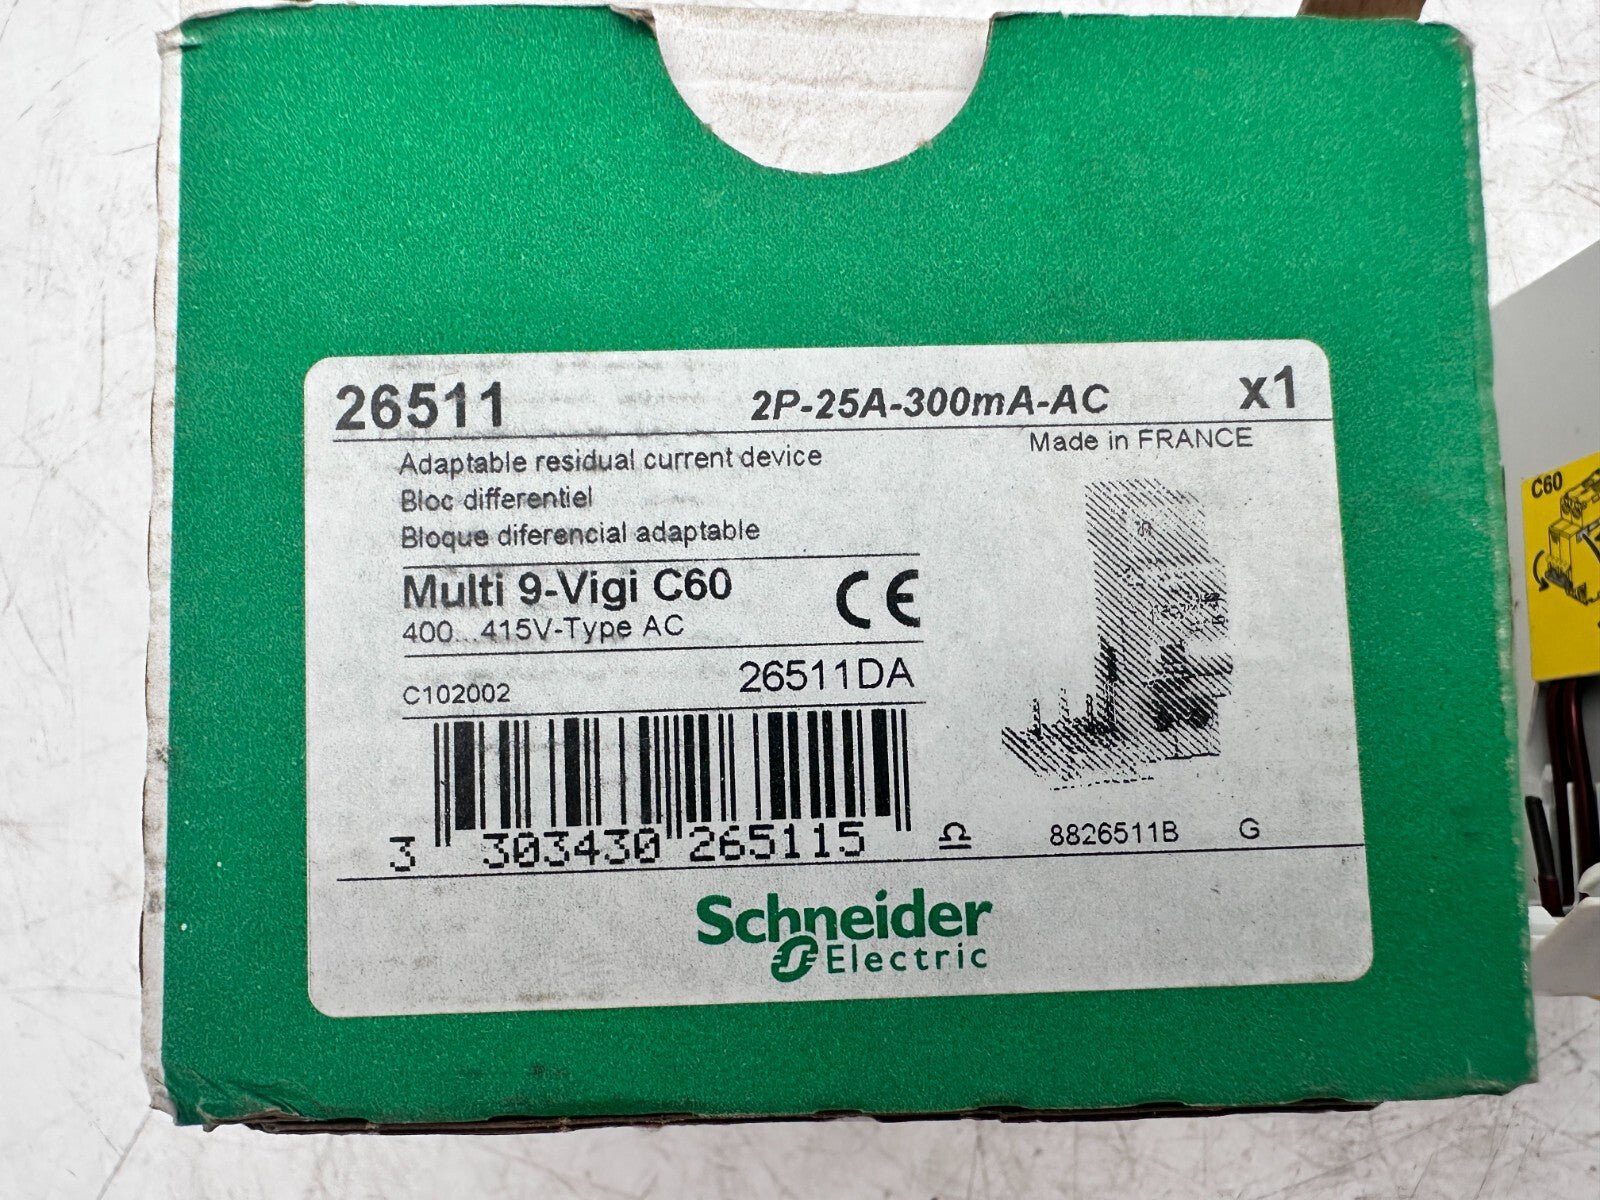 26511 2P-25A-300mA-AC x1
Made in FRANCE
Adaptable residual current device
Bloc differentiel
Bloque diferencial adaptable
Multi 9-Vigi C60 CE
400...415V-Type AC
C102002 26511DA
3 303430 265115
8826511B G
Schneider
Electric
C60